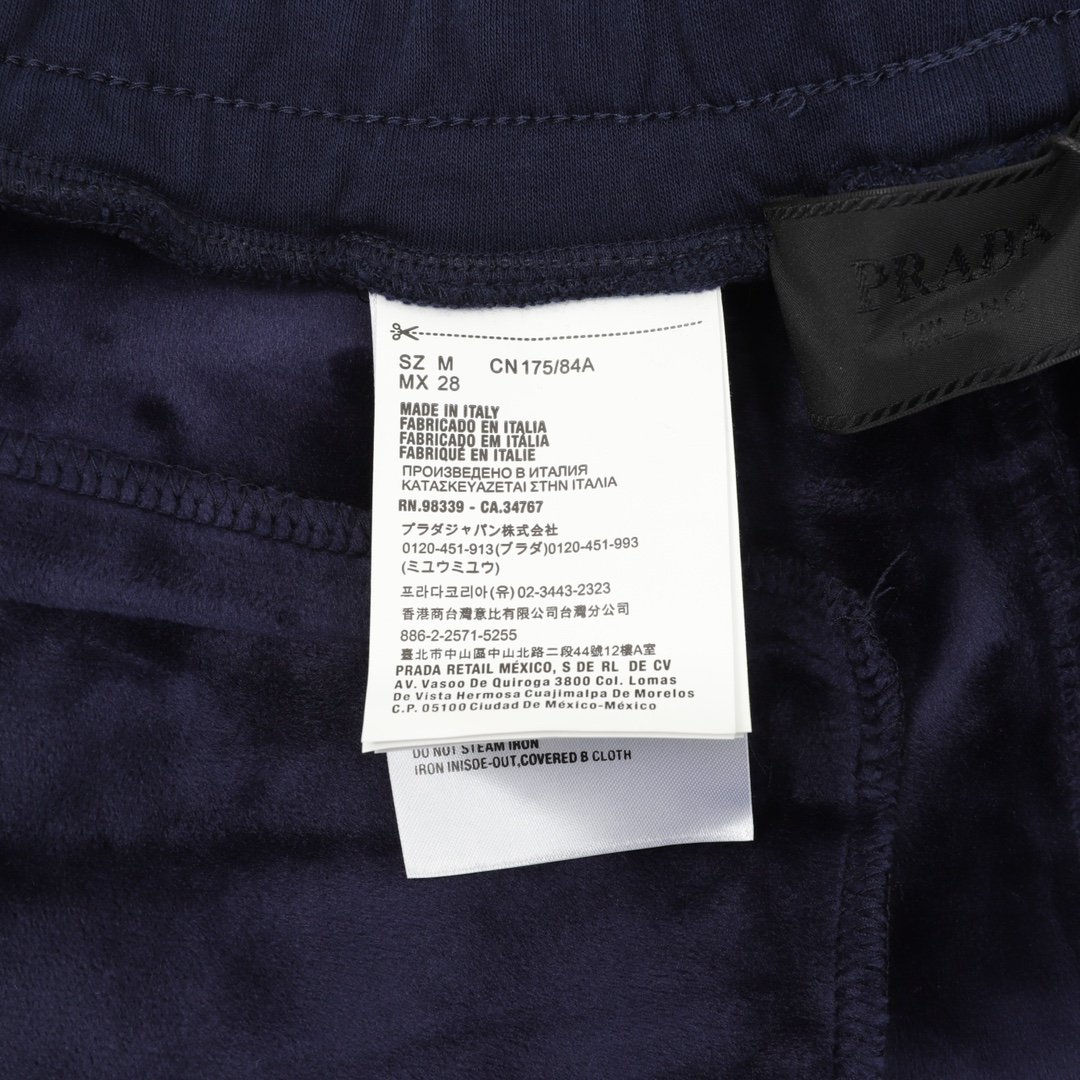 PRADA
MILANO
SZ M CN 175/84A
MX 28
MADE IN ITALY
FABRICADO EN ITALIA
FABRICADO EM ITÁLIA
FABRIQUÉ EN ITALIE
ПРОИЗВЕДЕНО В ИТАЛИЯ
ΚΑΤΑΣΚΕΥΑΖΕΤΑΙ ΣΤΗΝ ΙΤΑΛΙΑ
RN.98339 - CA.34767
プラダジャパン株式会社
0120-451-913(プラダ)0120-451-993
(ミユウミユウ)
프라다코리아(유) 02-3443-2323
香港商台灣意比有限公司台灣分公司
886-2-2571-5255
臺北市中山區中山北路二段44號12樓A室
PRADA RETAIL MÉXICO, S DE RL DE CV
AV. Vasoo De Quiroga 3800 Col. Lomas
De Vista Hermosa Cuajimalpa De Morelos
C.P. 05100 Ciudad De México-México
DO NOT STEAM IRON
IRON INISDE-OUT,COVERED B CLOTH